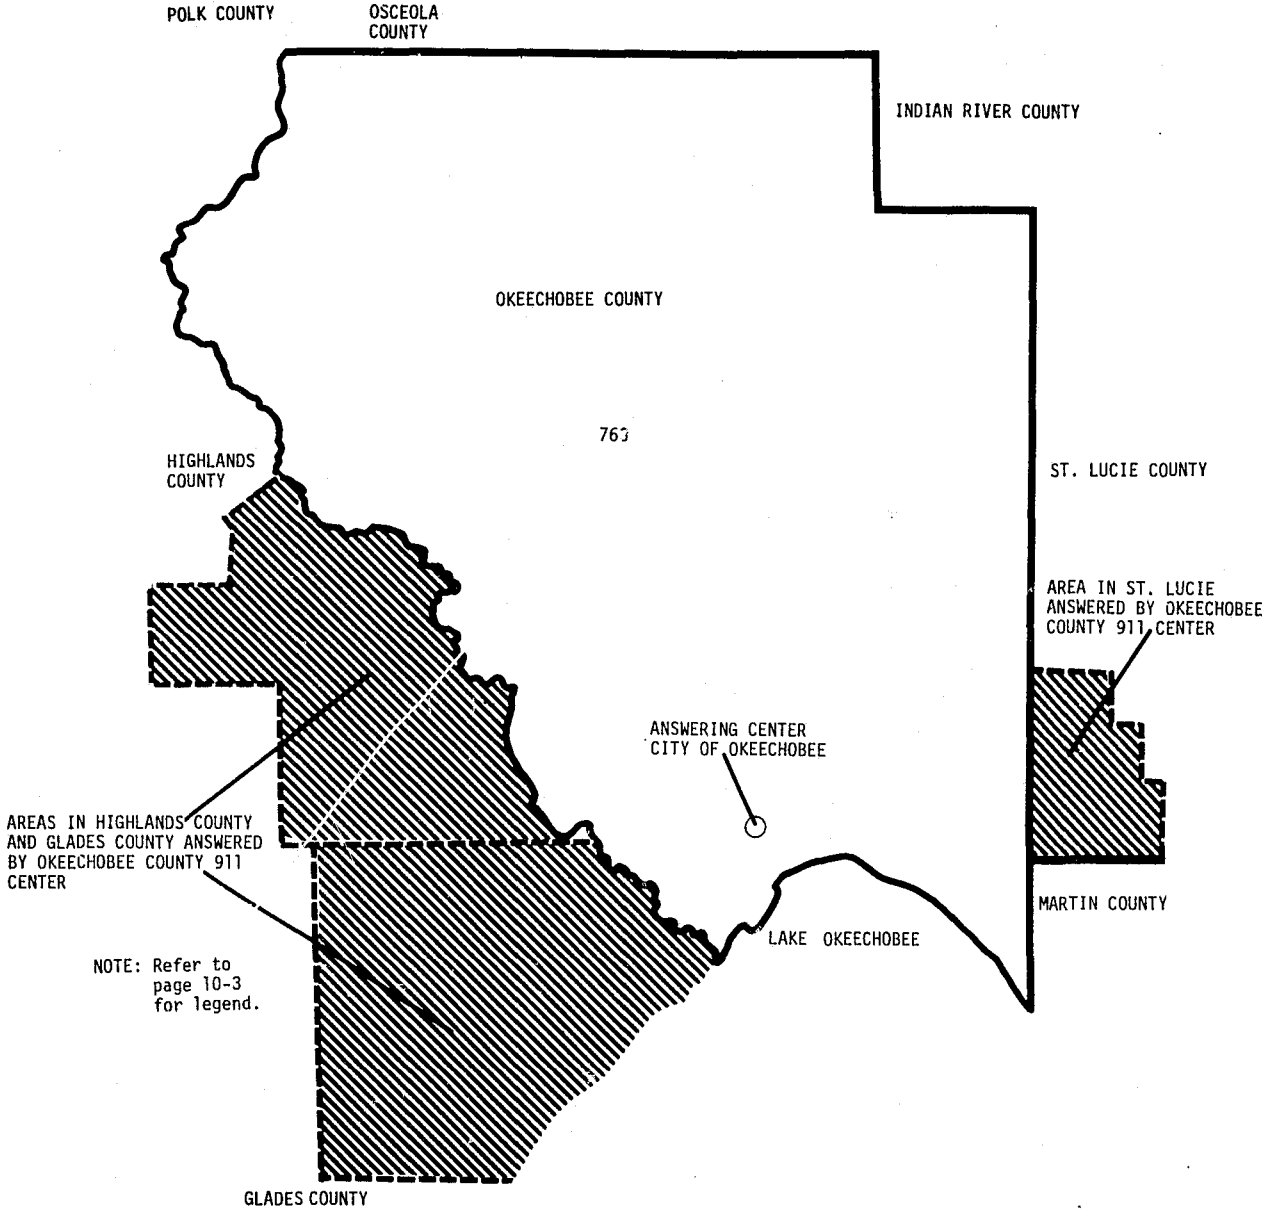 POLK COUNTY
OSCEOLA
COUNTY
INDIAN RIVER COUNTY
OKEECHOBEE COUNTY
763
HIGHLANDS
COUNTY
ST. LUCIE COUNTY
AREA IN ST. LUCIE
ANSWERED BY OKEECHOBEE
COUNTY 911 CENTER
ANSWERING CENTER
CITY OF OKEECHOBEE
AREAS IN HIGHLANDS COUNTY
AND GLADES COUNTY ANSWERED
BY OKEECHOBEE COUNTY 911
CENTER
MARTIN COUNTY
LAKE OKEECHOBEE
NOTE: Refer to
page 10-3
for legend.
GLADES COUNTY